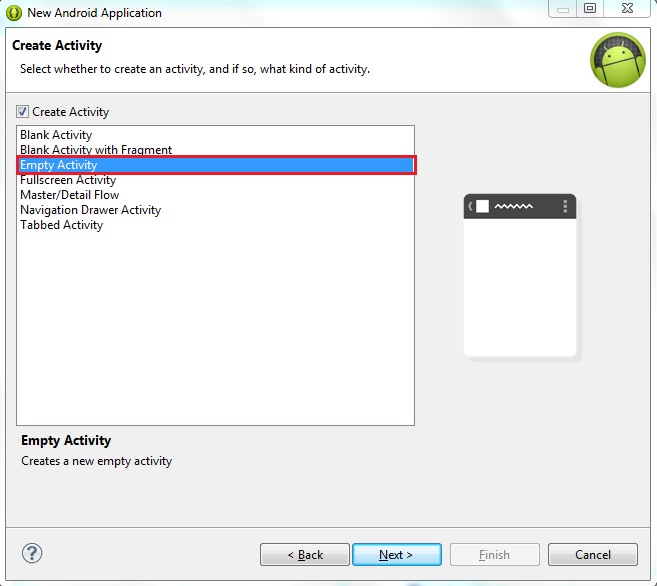 New Android Application
Create Activity
Select whether to create an activity, and if so, what kind of activity.
Create Activity
Blank Activity
Blank Activity with Fragment
Empty Activity
Fullscreen Activity
Master/Detail Flow
Navigation Drawer Activity
Tabbed Activity
Empty Activity
Creates a new empty activity
?
< Back
Next >
Finish
Cancel